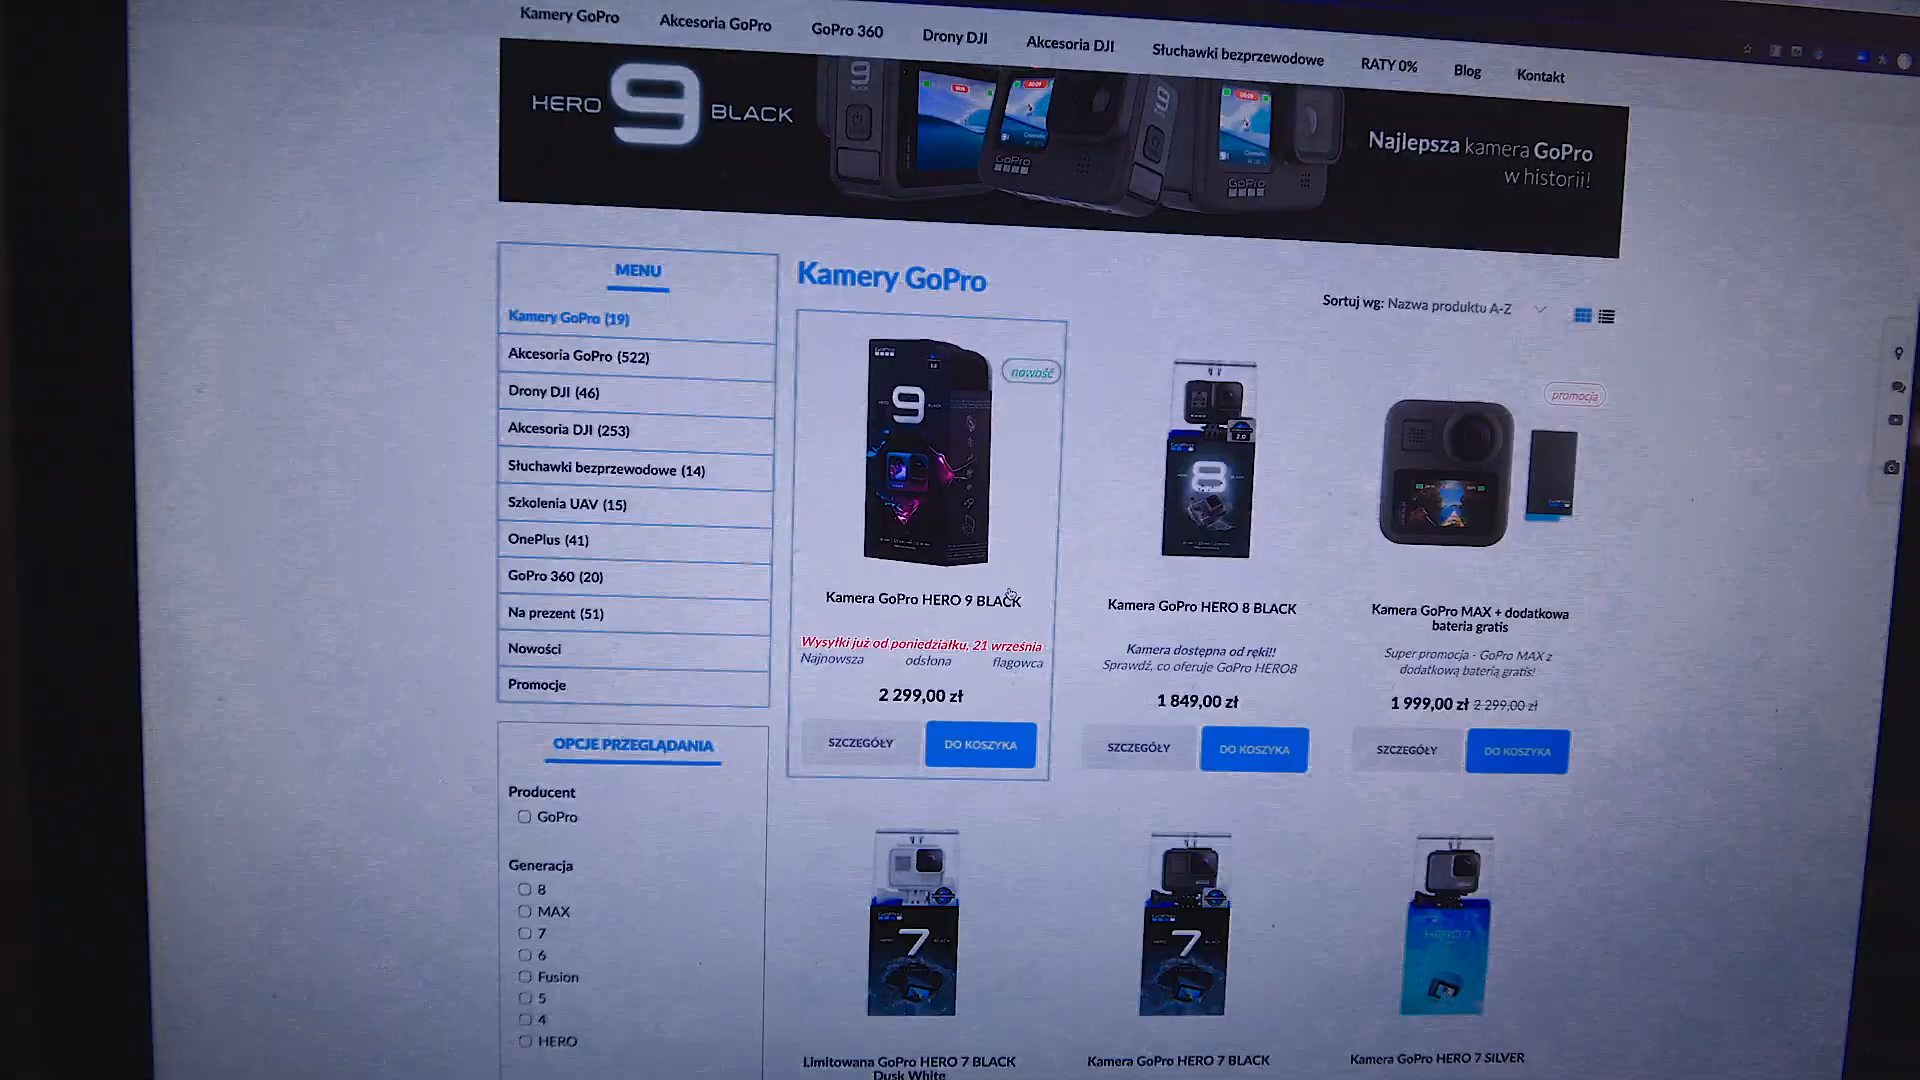 Kamery GoPro
Akcesoria GoPro
GoPro 360
Drony DJI
Akcesoria DJI
Słuchawki bezprzewodowe
RATY 0%
Blog
Kontakt
HERO 9 BLACK
Najlepsza kamera GoPro
w historii!
MENU
Kamery GoPro (19)
Akcesoria GoPro (522)
Drony DJI (46)
Akcesoria DJI (253)
Słuchawki bezprzewodowe (14)
Szkolenia UAV (15)
OnePlus (41)
GoPro 360 (20)
Na prezent (51)
Nowości
Promocje
OPCJE PRZEGLĄDANIA
Producent
GoPro
Generacja
8
MAX
7
6
Fusion
5
4
HERO
Kamery GoPro
Sortuj wg: Nazwa produktu A-Z
nowość
9
Kamera GoPro HERO 9 BLACK
Wysyłki już od poniedziałku, 21 września
Najnowsza odsłona flagowca
2 299,00 zł
SZCZEGÓŁY
DO KOSZYKA
8
Kamera GoPro HERO 8 BLACK
Kamera dostępna od ręki!!
Sprawdź, co oferuje GoPro HERO8
1 849,00 zł
SZCZEGÓŁY
DO KOSZYKA
promocja
Kamera GoPro MAX + dodatkowa
bateria gratis
Super promocja - GoPro MAX z
dodatkową baterią gratis!
1 999,00 zł 2 299,00 zł
SZCZEGÓŁY
DO KOSZYKA
7
Limitowana GoPro HERO 7 BLACK
Dusk White
7
Kamera GoPro HERO 7 BLACK
HERO 7
Kamera GoPro HERO 7 SILVER